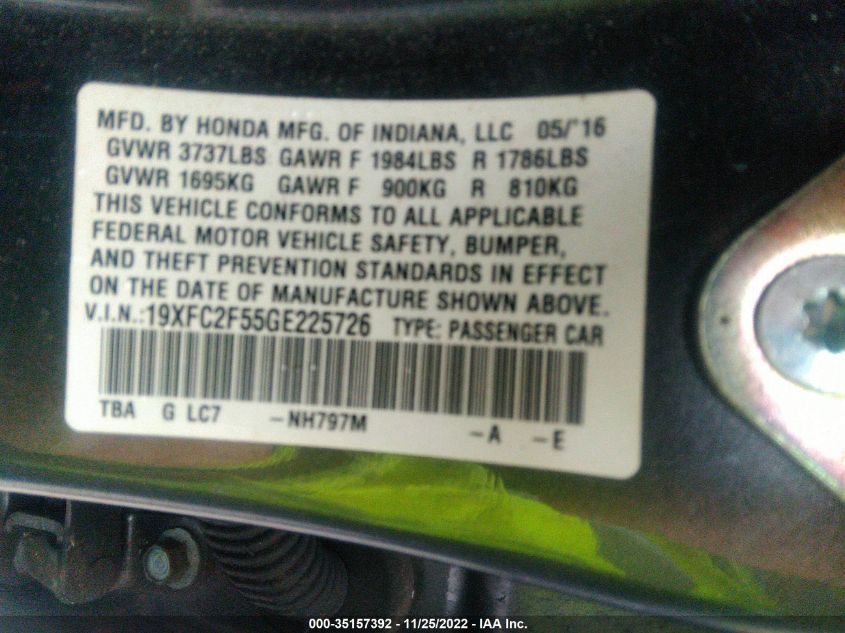 MFD. BY HONDA MFG. OF INDIANA, LLC 05/'16
GVWR 3737LBS GAWR F 1984LBS R 1786LBS
GVWR 1695KG GAWR F 900KG R 810KG
THIS VEHICLE CONFORMS TO ALL APPLICABLE
FEDERAL MOTOR VEHICLE SAFETY, BUMPER,
AND THEFT PREVENTION STANDARDS IN EFFECT
ON THE DATE OF MANUFACTURE SHOWN ABOVE.
V.I.N.:19XFC2F55GE225726 TYPE: PASSENGER CAR
TBA G LC7 -NH797M -A -E
000-35157392 - 11/25/2022 - IAA Inc.